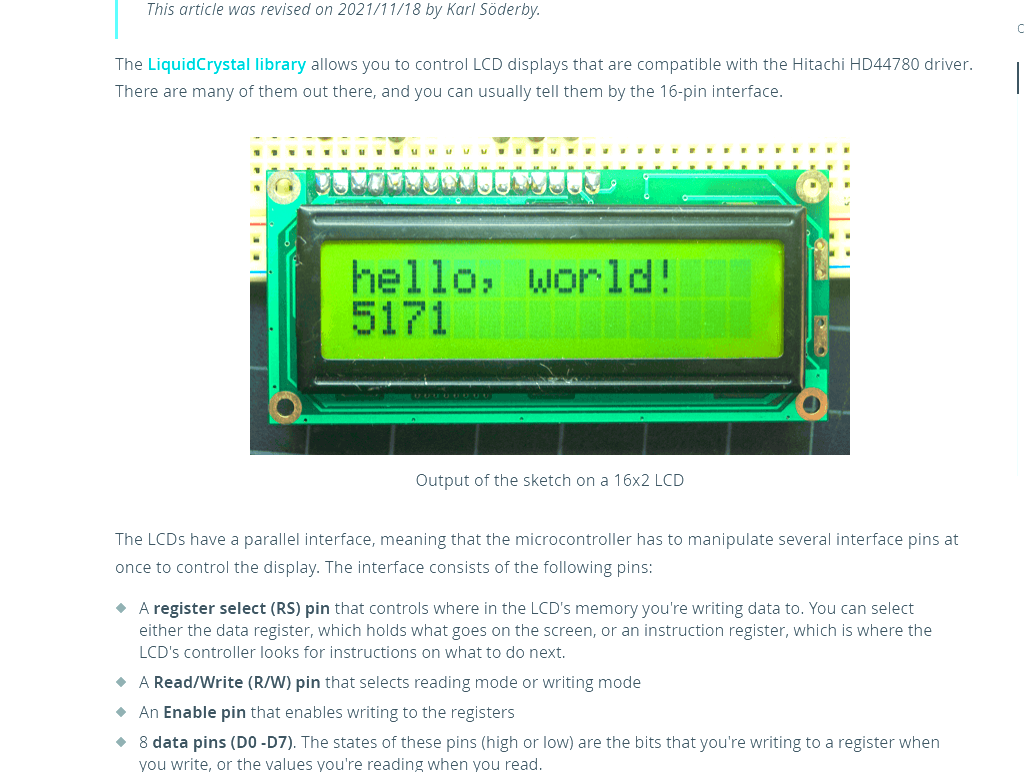 This article was revised on 2021/11/18 by Karl Söderby.
The LiquidCrystal library allows you to control LCD displays that are compatible with the Hitachi HD44780 driver.
There are many of them out there, and you can usually tell them by the 16-pin interface.
hello, world!
5171
Output of the sketch on a 16x2 LCD
The LCDs have a parallel interface, meaning that the microcontroller has to manipulate several interface pins at
once to control the display. The interface consists of the following pins:
A register select (RS) pin that controls where in the LCD's memory you're writing data to. You can select
either the data register, which holds what goes on the screen, or an instruction register, which is where the
LCD's controller looks for instructions on what to do next.
A Read/Write (R/W) pin that selects reading mode or writing mode
An Enable pin that enables writing to the registers
8 data pins (D0 -D7). The states of these pins (high or low) are the bits that you're writing to a register when
you write, or the values you're reading when you read.